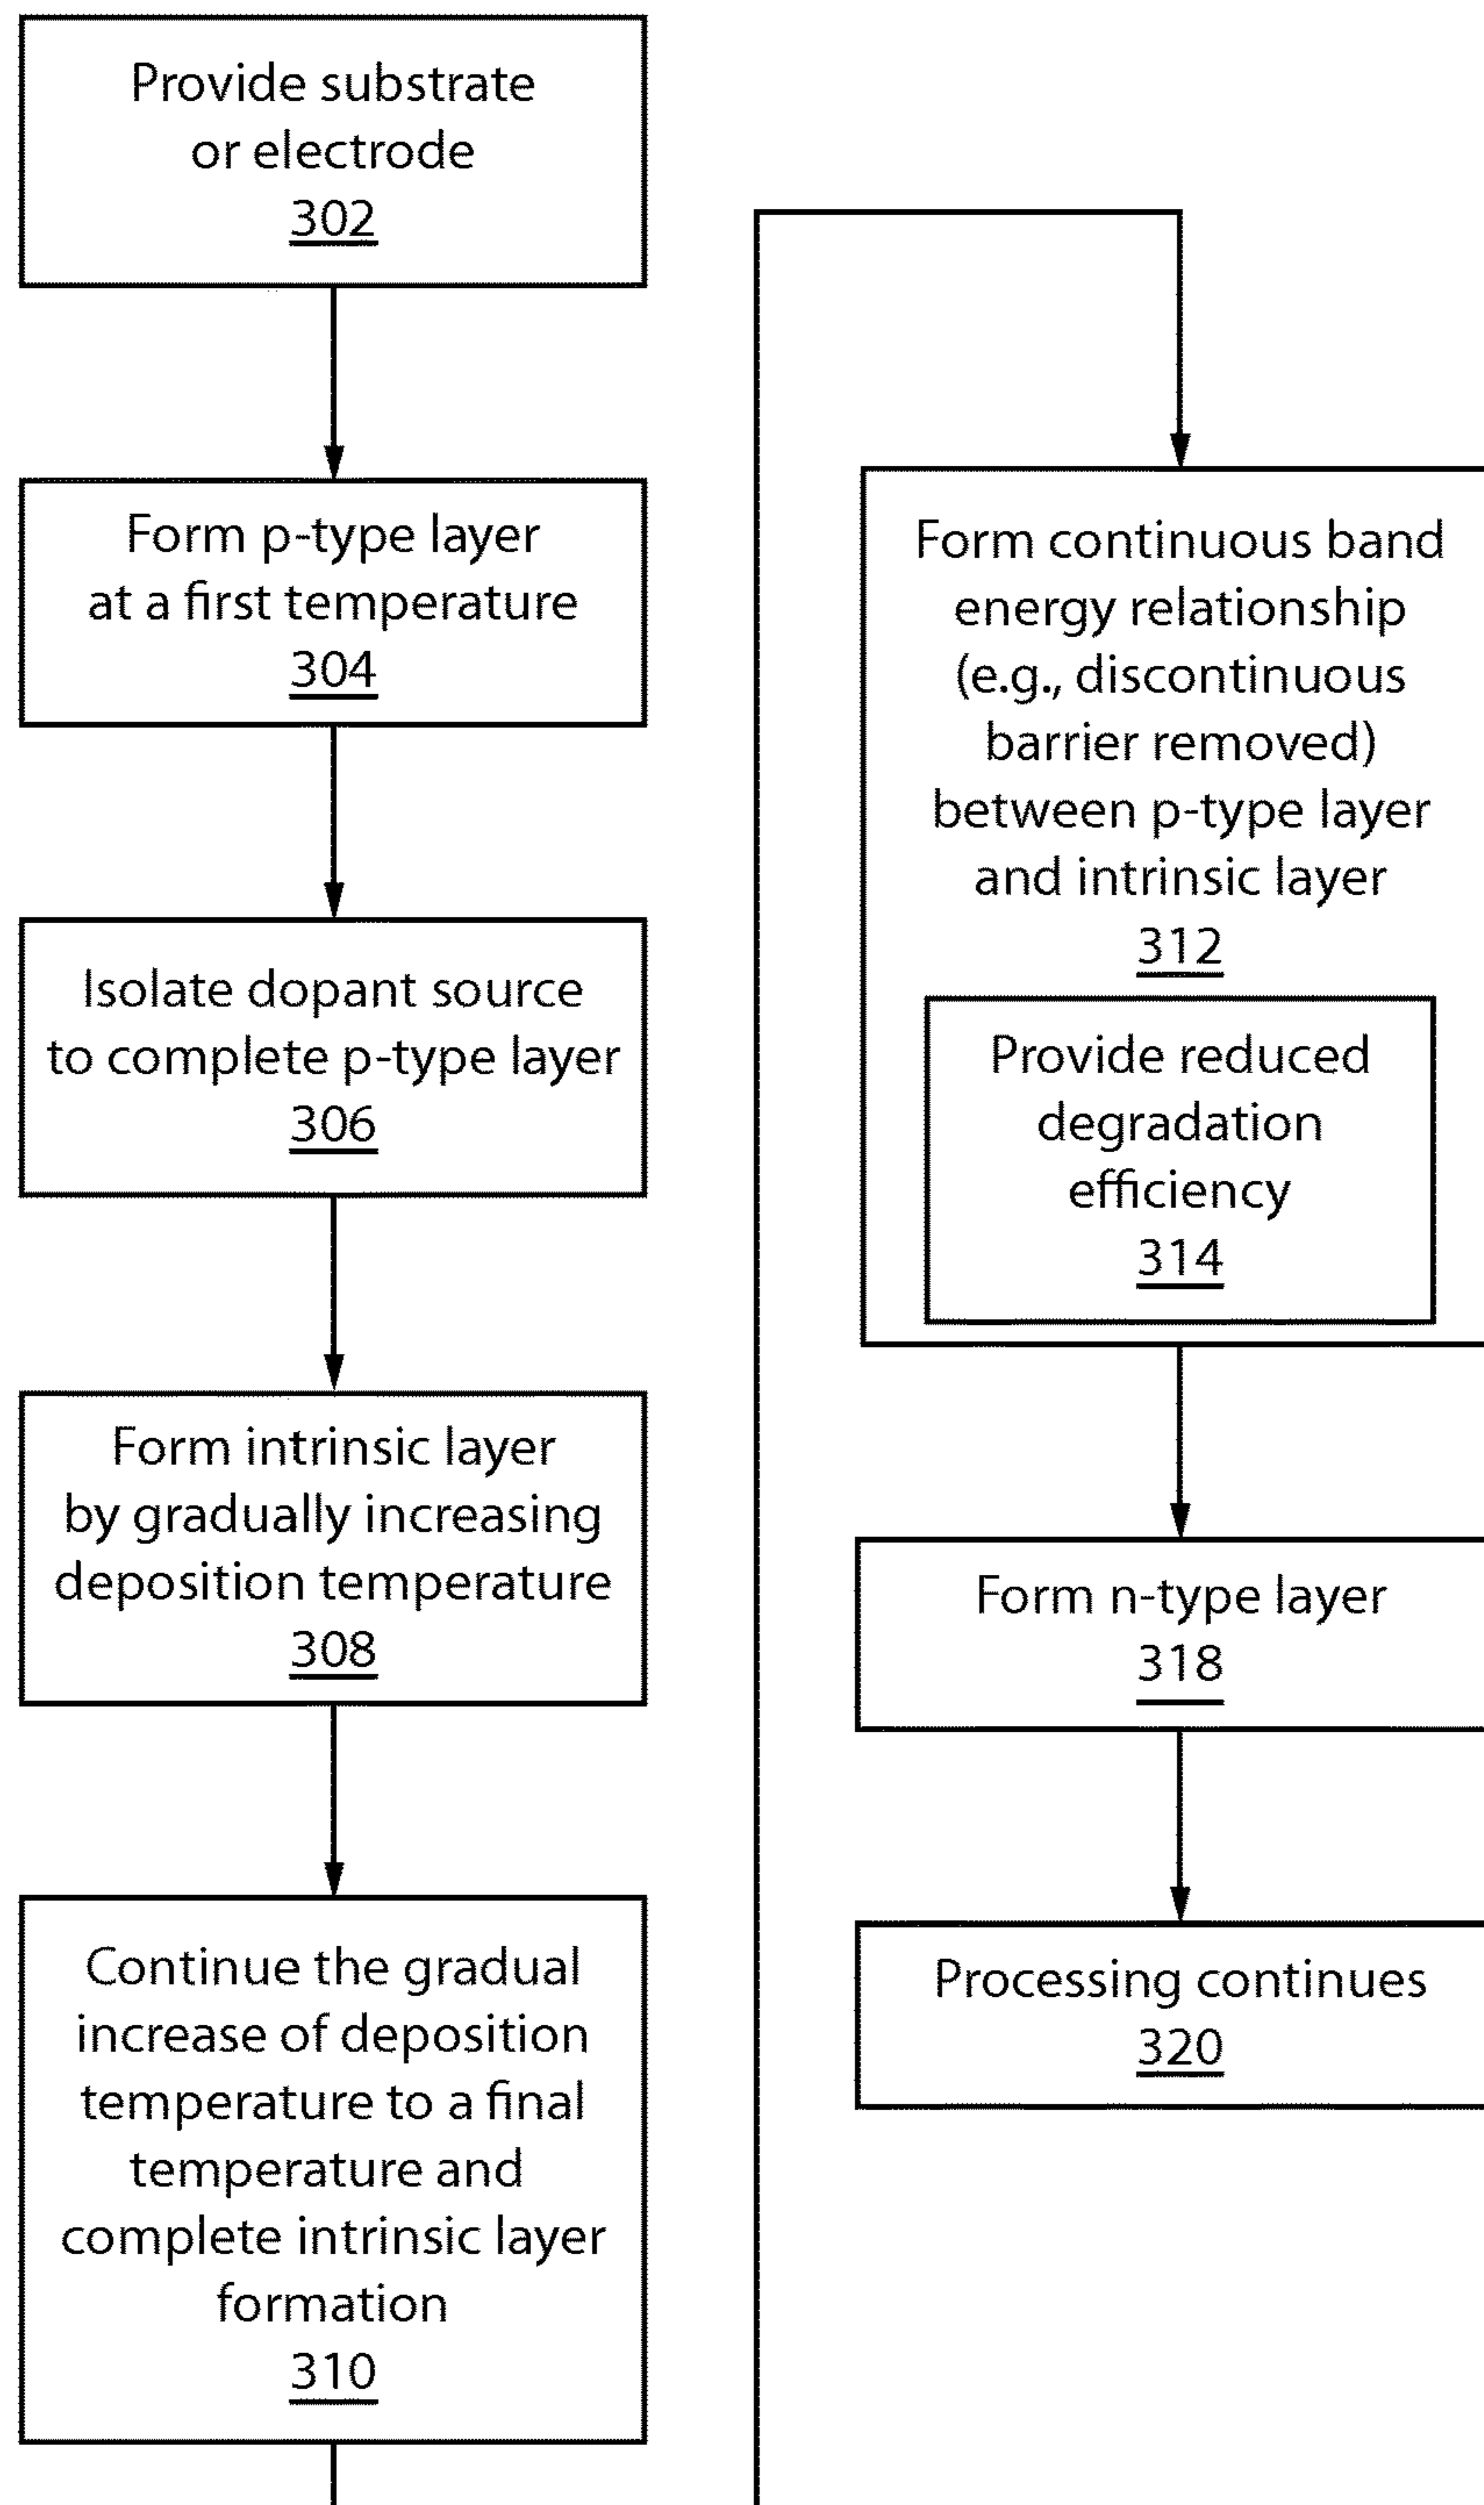 Provide substrate
or electrode
302
Form p-type layer
at a first temperature
304
Isolate dopant source
to complete p-type layer
306
Form intrinsic layer
by gradually increasing
deposition temperature
308
Continue the gradual
increase of deposition
temperature to a final
temperature and
complete intrinsic layer
formation
310
Form continuous band
energy relationship
(e.g., discontinuous
barrier removed)
between p-type layer
and intrinsic layer
312
Provide reduced
degradation
efficiency
314
Form n-type layer
318
Processing continues
320